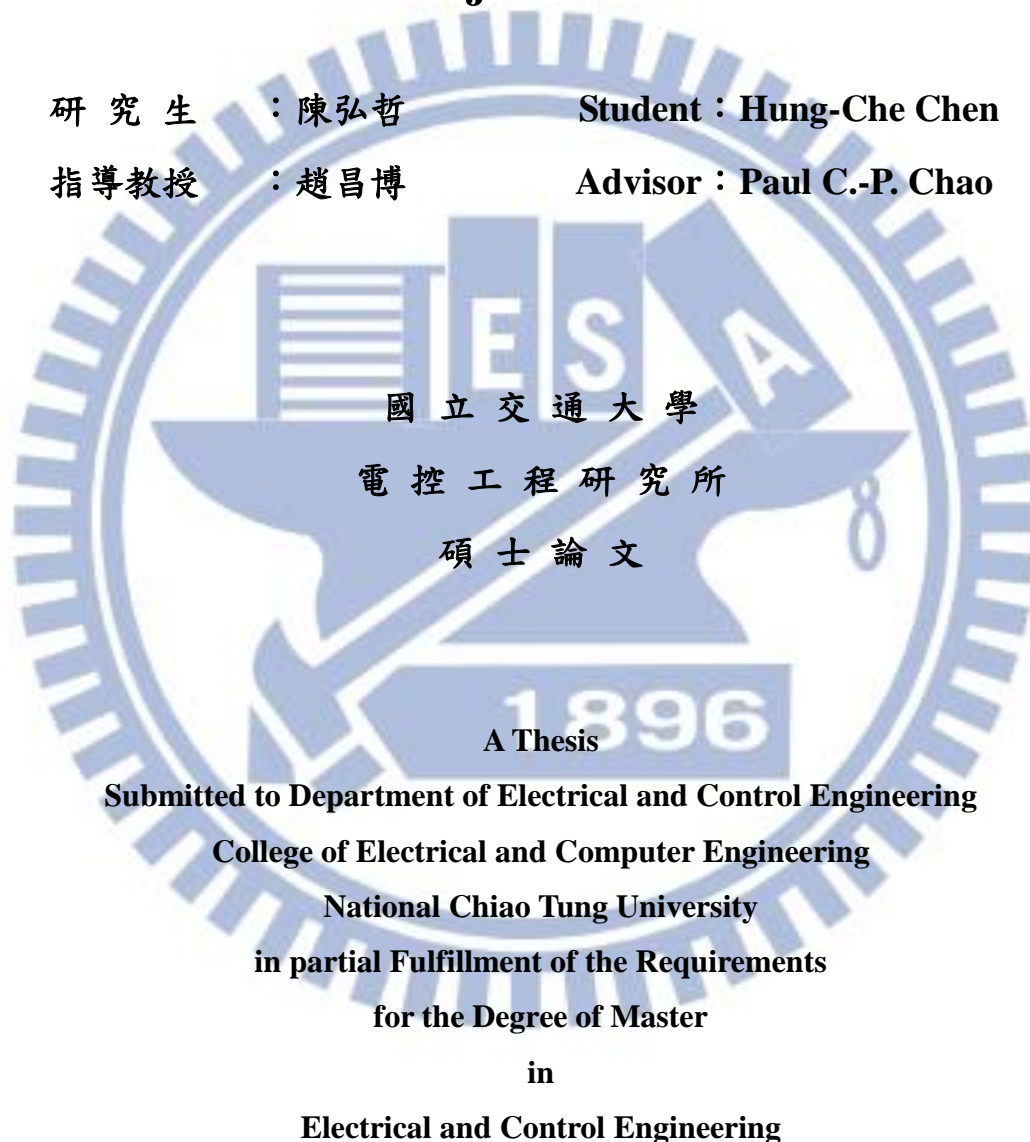 研 究 生 ：陳弘哲 Student：Hung-Che Chen
指導教授 ：趙昌博 Advisor：Paul C.-P. Chao
E S A
國 立 交 通 大 學
電 控 工 程 研 究 所
碩 士 論 文
1896
A Thesis
Submitted to Department of Electrical and Control Engineering
College of Electrical and Computer Engineering
National Chiao Tung University
in partial Fulfillment of the Requirements
for the Degree of Master
in
Electrical and Control Engineering